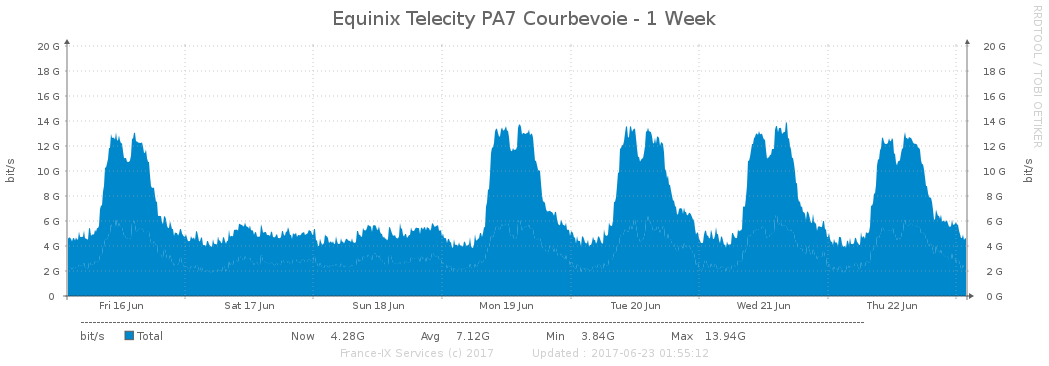 Equinix Telecity PA7 Courbevoie - 1 Week
RRDTOOL / TOBI OETIKER
20 G 20 G
18 G 18 G
16 G 16 G
14 G 14 G
12 G 12 G
10 G 10 G
8 G 8 G
6 G 6 G
4 G 4 G
2 G 2 G
0 0 G
bit/s
bit/s
Fri 16 Jun Sat 17 Jun Sun 18 Jun Mon 19 Jun Tue 20 Jun Wed 21 Jun Thu 22 Jun
bit/s Total Now 4.28G Avg 7.12G Min 3.84G Max 13.94G
France-IX Services (c) 2017 Updated : 2017-06-23 01:55:12